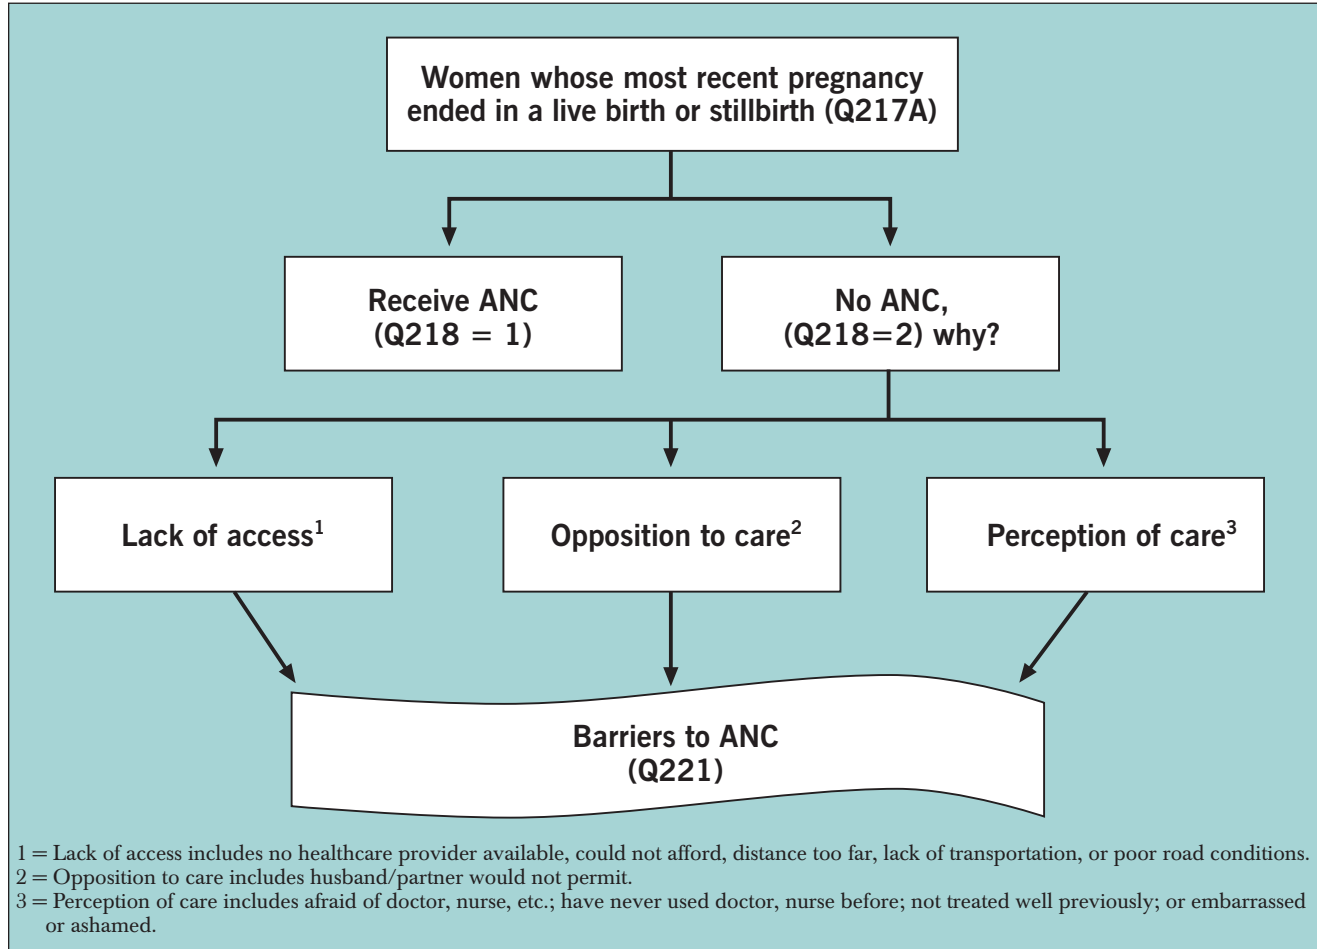 Women whose most recent pregnancy
ended in a live birth or stillbirth (Q217A)
Receive ANC
(Q218 = 1)
No ANC,
(Q218=2) why?
Lack of access1
Opposition to care2
Perception of care3
Barriers to ANC
(Q221)
1 = Lack of access includes no healthcare provider available, could not afford, distance too far, lack of transportation, or poor road conditions.
2 = Opposition to care includes husband/partner would not permit.
3 = Perception of care includes afraid of doctor, nurse, etc.; have never used doctor, nurse before; not treated well previously; or embarrassed
or ashamed.